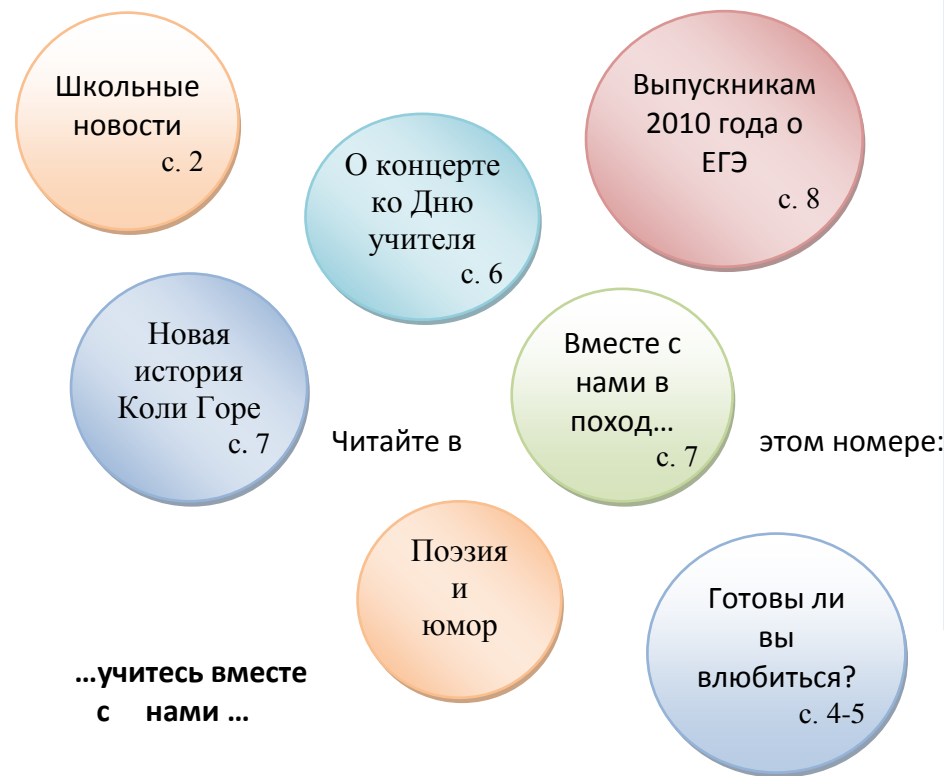 Школьные
новости
с. 2
Выпускникам
2010 года о
ЕГЭ
с. 8
О концерте
ко Дню
учителя
с. 6
Новая
история
Коли Горе
с. 7
Вместе с
нами в
поход…
с. 7
Читайте в этом номере:
Поэзия
и
юмор
Готовы ли
вы
влюбиться?
с. 4-5
…учитесь вместе
с нами …